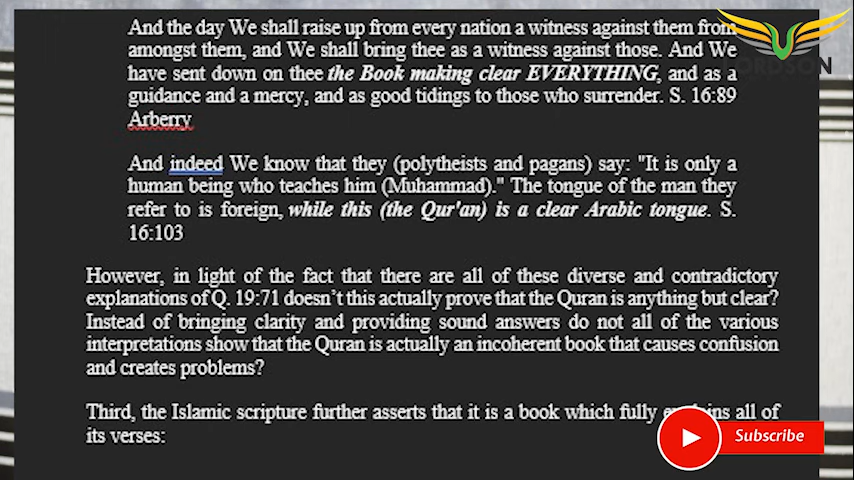 And the day We shall raise up from every nation a witness against them from
amongst them, and We shall bring thee as a witness against those. And We
have sent down on thee the Book making clear EVERYTHING, and as a
guidance and a mercy, and as good tidings to those who surrender. S. 16:89
Arberry
And indeed We know that they (polytheists and pagans) say: "It is only a
human being who teaches him (Muhammad)." The tongue of the man they
refer to is foreign, while this (the Qur'an) is a clear Arabic tongue. S.
16:103
However, in light of the fact that there are all of these diverse and contradictory
explanations of Q. 19:71 doesn't this actually prove that the Quran is anything but clear?
Instead of bringing clarity and providing sound answers do not all of the various
interpretations show that the Quran is actually an incoherent book that causes confusion
and creates problems?
Third, the Islamic scripture further asserts that it is a book which fully explains all of
its verses:
Subscribe